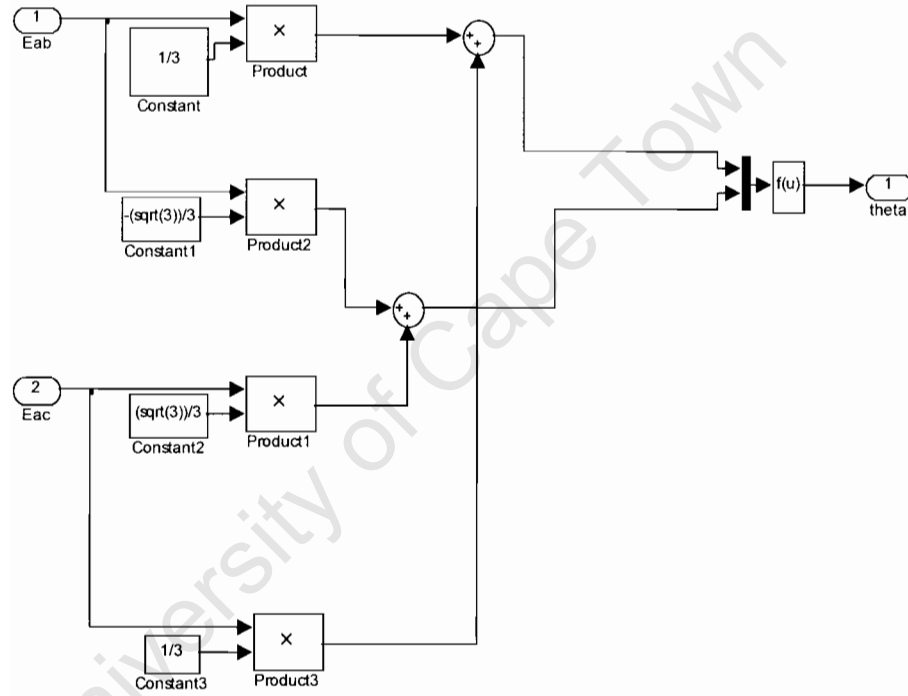 1
Eab
1/3
Constant
×
Product
+
+
-(sqrt(3))/3
Constant1
×
Product2
+
+
f(u)
1
theta
2
Eac
(sqrt(3))/3
Constant2
×
Product1
1/3
Constant3
×
Product3
niversity of Cape Town